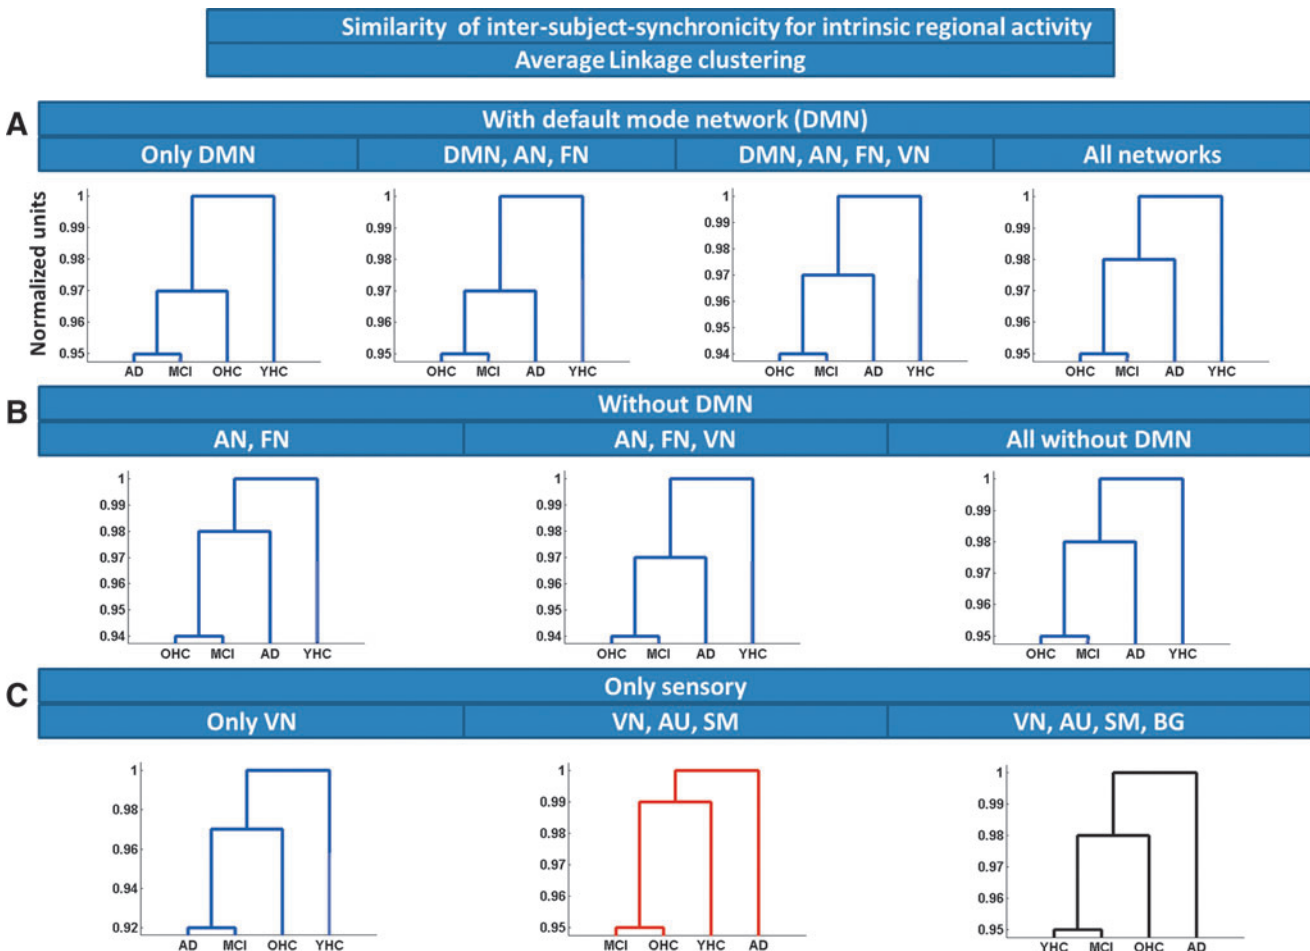 Similarity of inter-subject-synchronicity for intrinsic regional activity
Average Linkage clustering
A
With default mode network (DMN)
Only DMN
DMN, AN, FN
DMN, AN, FN, VN
All networks
Normalized units
1
0.99
0.98
0.97
0.96
0.95
AD MCI OHC YHC
1
0.99
0.98
0.97
0.96
0.95
OHC MCI AD YHC
1
0.99
0.98
0.97
0.96
0.95
0.94
OHC MCI AD YHC
1
0.99
0.98
0.97
0.96
0.95
OHC MCI AD YHC
B
Without DMN
AN, FN
AN, FN, VN
All without DMN
1
0.99
0.98
0.97
0.96
0.95
0.94
OHC MCI AD YHC
1
0.99
0.98
0.97
0.96
0.95
0.94
OHC MCI AD YHC
1
0.99
0.98
0.97
0.96
0.95
OHC MCI AD YHC
C
Only sensory
Only VN
VN, AU, SM
VN, AU, SM, BG
1
0.98
0.96
0.94
0.92
AD MCI OHC YHC
1
0.99
0.98
0.97
0.96
0.95
MCI OHC YHC AD
1
0.99
0.98
0.97
0.96
0.95
YHC MCI OHC AD